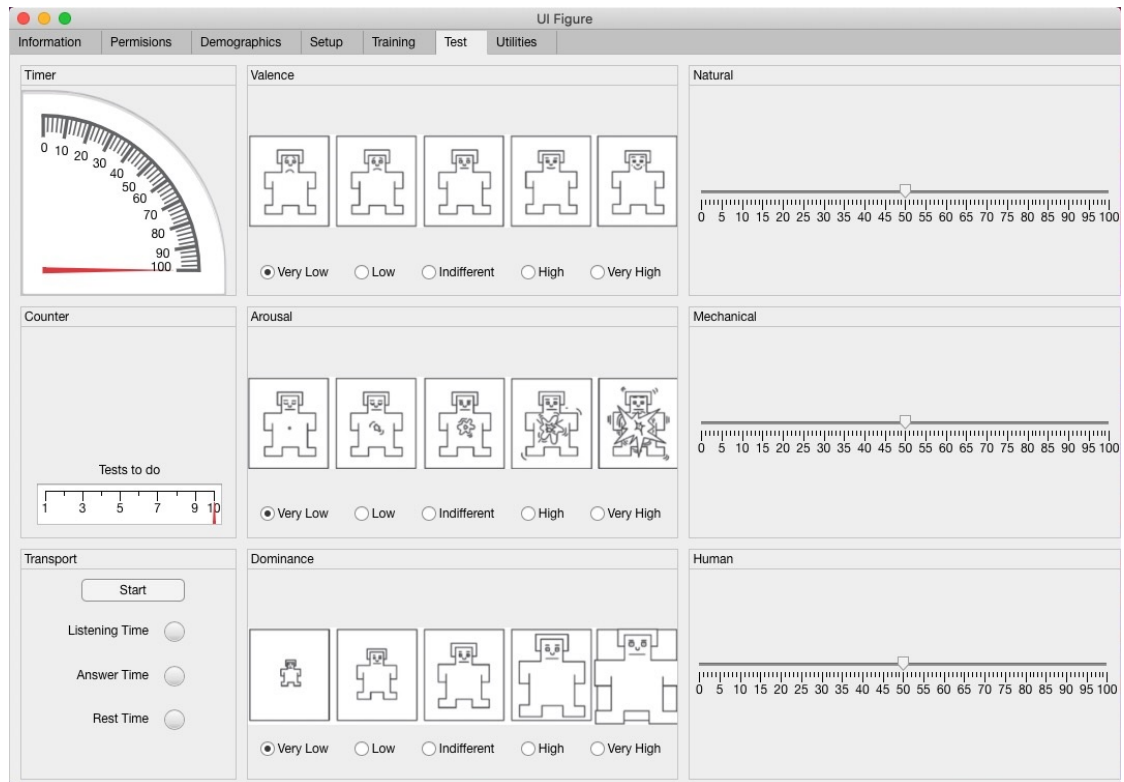 UI Figure
Information Permisions Demographics Setup Training Test Utilities
Timer
0 10 20 30 40 50 60 70 80 90 100
Valence
Very Low Low Indifferent High Very High
Natural
0 5 10 15 20 25 30 35 40 45 50 55 60 65 70 75 80 85 90 95 100
Counter
Tests to do
1 3 5 7 9 10
Arousal
Very Low Low Indifferent High Very High
Mechanical
0 5 10 15 20 25 30 35 40 45 50 55 60 65 70 75 80 85 90 95 100
Transport
Start
Listening Time
Answer Time
Rest Time
Dominance
Very Low Low Indifferent High Very High
Human
0 5 10 15 20 25 30 35 40 45 50 55 60 65 70 75 80 85 90 95 100